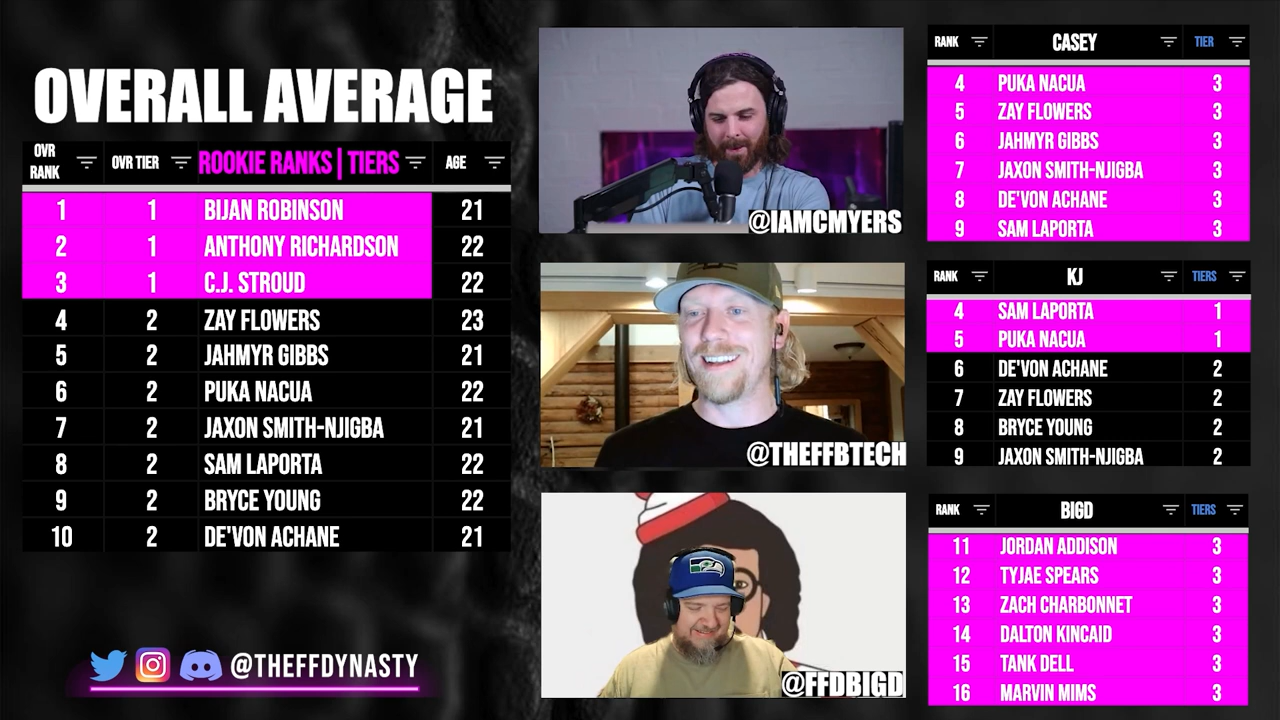 OVERALL AVERAGE
OVR RANK OVR TIER ROOKIE RANKS | TIERS AGE
1 1 BIJAN ROBINSON 21
2 1 ANTHONY RICHARDSON 22
3 1 C.J. STROUD 22
4 2 ZAY FLOWERS 23
5 2 JAHMYR GIBBS 21
6 2 PUKA NACUA 22
7 2 JAXON SMITH-NJIGBA 21
8 2 SAM LAPORTA 22
9 2 BRYCE YOUNG 22
10 2 DE'VON ACHANE 21
@THEFFDYNASTY
@IAMCMYERS
@THEFFBTECH
@FFDBIGD
RANK CASEY TIER
4 PUKA NACUA 3
5 ZAY FLOWERS 3
6 JAHMYR GIBBS 3
7 JAXON SMITH-NJIGBA 3
8 DE'VON ACHANE 3
9 SAM LAPORTA 3
RANK KJ TIERS
4 SAM LAPORTA 1
5 PUKA NACUA 1
6 DE'VON ACHANE 2
7 ZAY FLOWERS 2
8 BRYCE YOUNG 2
9 JAXON SMITH-NJIGBA 2
RANK BIGD TIERS
11 JORDAN ADDISON 3
12 TYJAE SPEARS 3
13 ZACH CHARBONNET 3
14 DALTON KINCAID 3
15 TANK DELL 3
16 MARVIN MIMS 3